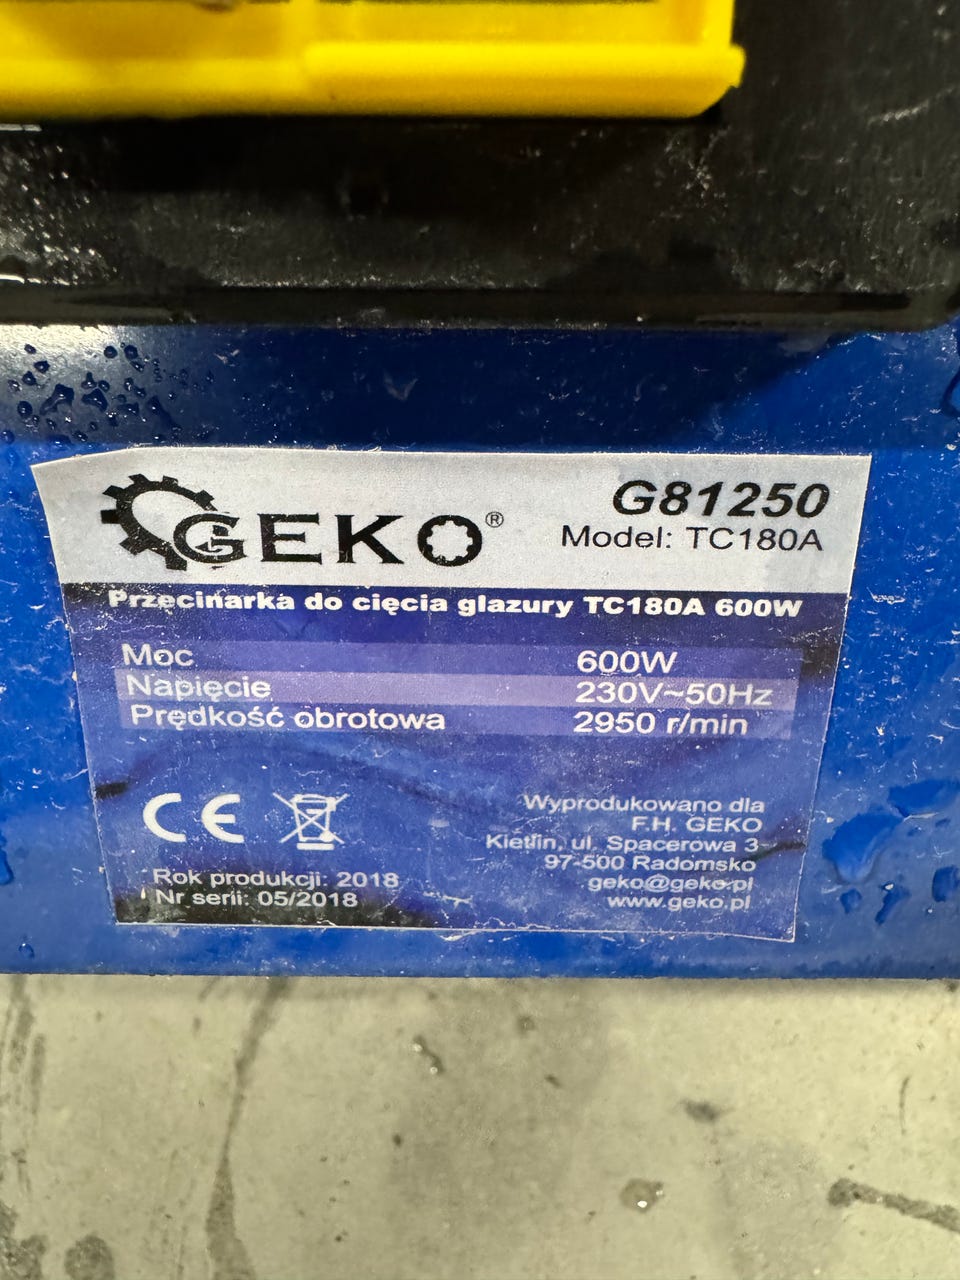 GEKO®
G81250
Model: TC180A
Przecinarka do cięcia glazury TC180A 600W
Moc 600W
Napięcie 230V~50Hz
Prędkość obrotowa 2950 r/min
CE
Wyprodukowano dla
F.H. GEKO
Kietlin, ul. Spacerowa 3
97-500 Radomsko
geko@geko.pl
www.geko.pl
Rok produkcji: 2018
Nr serii: 05/2018